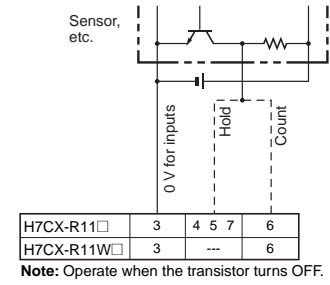 Sensor,
etc.
0 V for inputs
Hold
Count
H7CX-R11□ 3 4 5 7 6
H7CX-R11W□ 3 --- 6
Note: Operate when the transistor turns OFF.